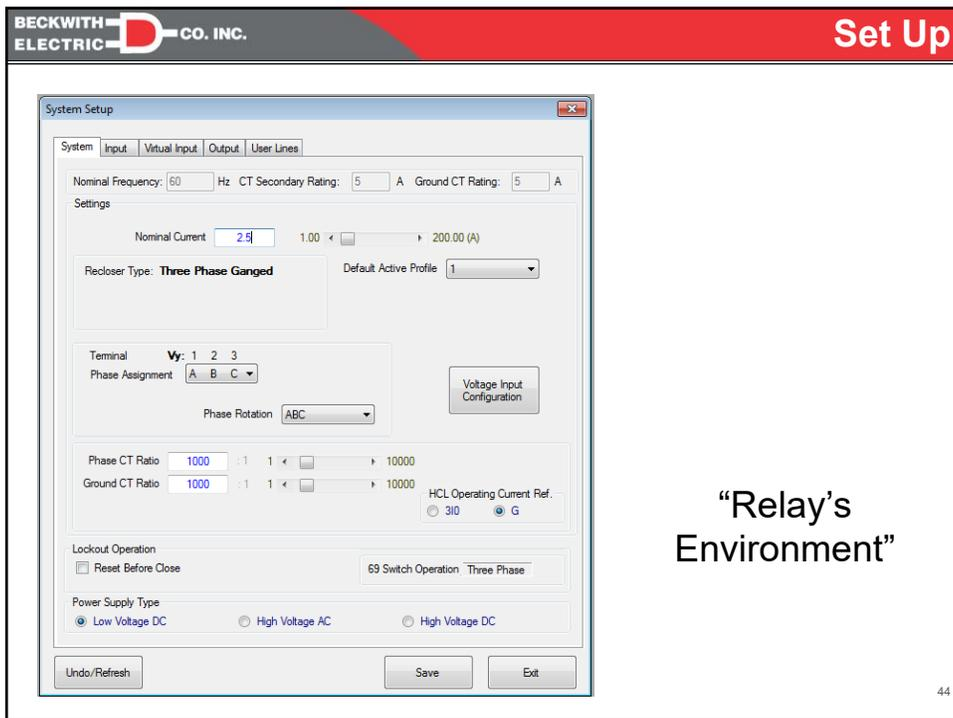 BECKWITH
ELECTRIC CO. INC.
Set Up
System Setup
System Input Virtual Input Output User Lines
Nominal Frequency: 60 Hz CT Secondary Rating: 5 A Ground CT Rating: 5 A
Settings
Nominal Current 2.5 1.00 200.00 (A)
Recloser Type: Three Phase Ganged
Default Active Profile 1
Terminal Vy: 1 2 3
Phase Assignment A B C
Voltage Input
Configuration
Phase Rotation ABC
Phase CT Ratio 1000 : 1 1 10000
Ground CT Ratio 1000 : 1 1 10000
HCL Operating Current Ref.
3I0 G
Lockout Operation
Reset Before Close
69 Switch Operation Three Phase
Power Supply Type
Low Voltage DC High Voltage AC High Voltage DC
Undo/Refresh Save Exit
“Relay’s
Environment”
44